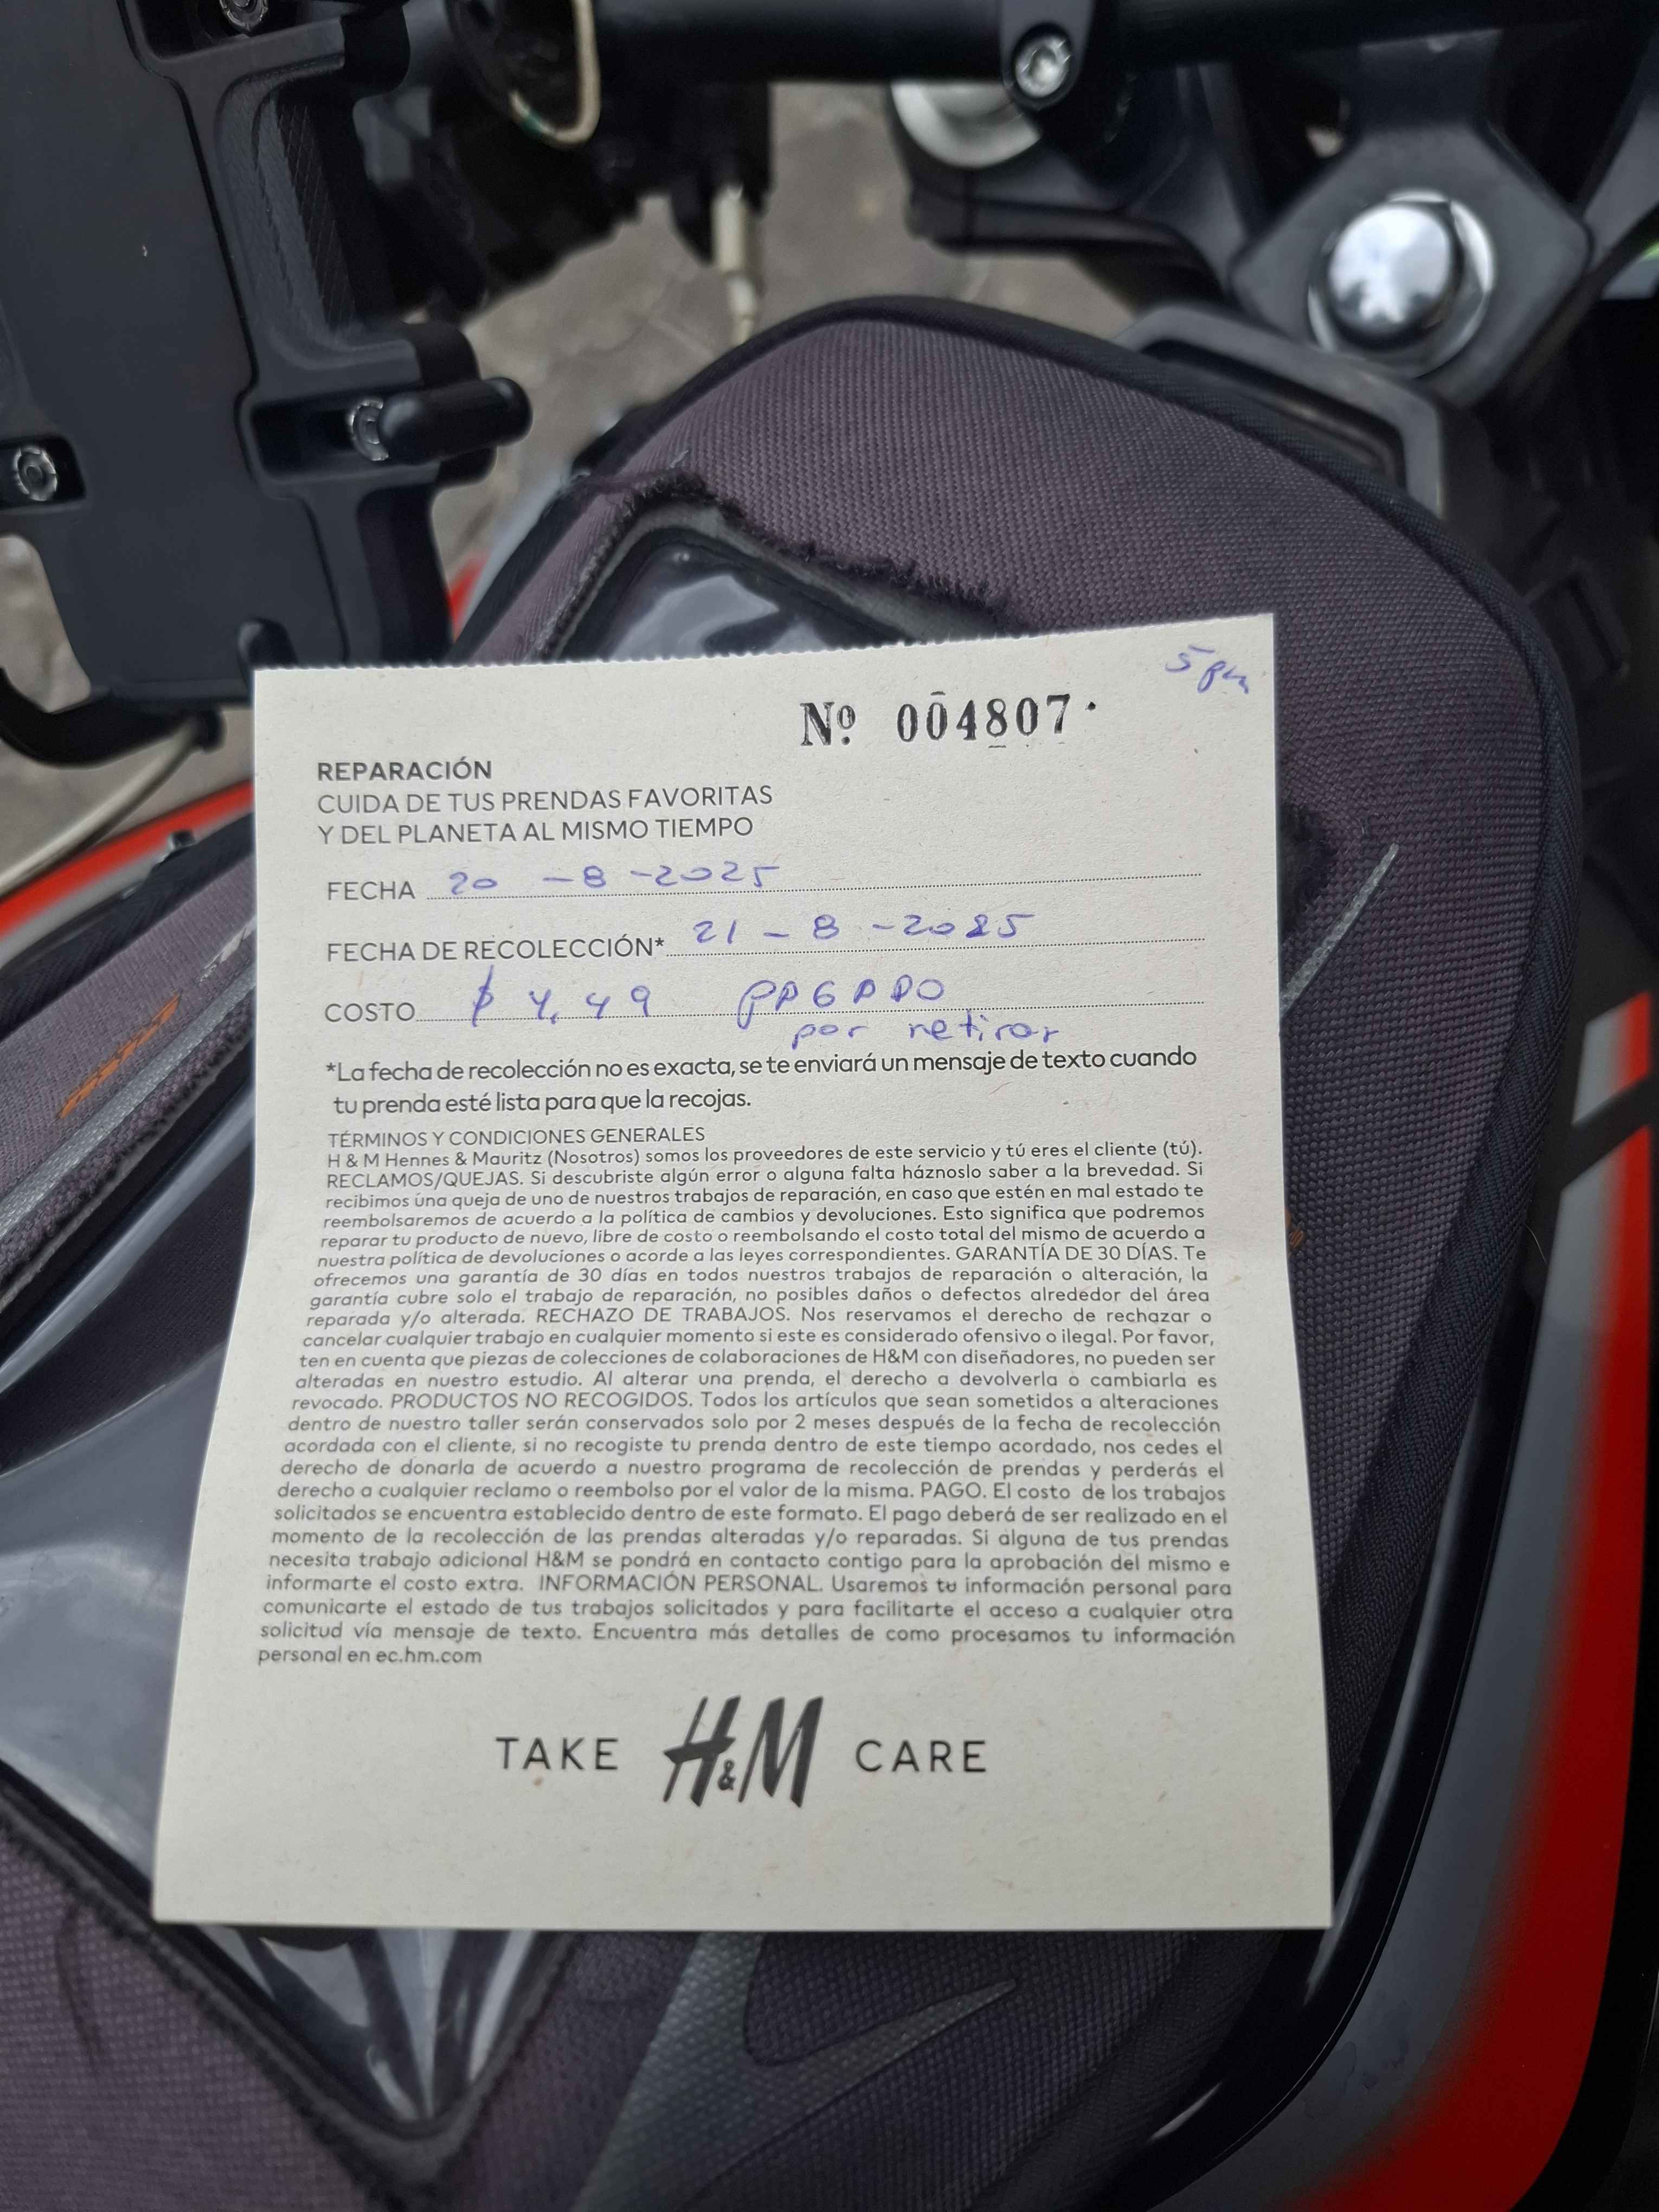 5 pm
Nº 004807
REPARACIÓN
CUIDA DE TUS PRENDAS FAVORITAS
Y DEL PLANETA AL MISMO TIEMPO
FECHA 20 - 8 - 2025
FECHA DE RECOLECCIÓN* 21 - 8 - 2025
COSTO $ 4,49 PAGADO
por retirar
*La fecha de recolección no es exacta, se te enviará un mensaje de texto cuando
tu prenda esté lista para que la recojas.
TÉRMINOS Y CONDICIONES GENERALES
H & M Hennes & Mauritz (Nosotros) somos los proveedores de este servicio y tú eres el cliente (tú).
RECLAMOS/QUEJAS. Si descubriste algún error o alguna falta háznoslo saber a la brevedad. Si
recibimos una queja de uno de nuestros trabajos de reparación, en caso que estén en mal estado te
reembolsaremos de acuerdo a la política de cambios y devoluciones. Esto significa que podremos
reparar tu producto de nuevo, libre de costo o reembolsando el costo total del mismo de acuerdo a
nuestra política de devoluciones o acorde a las leyes correspondientes. GARANTÍA DE 30 DÍAS. Te
ofrecemos una garantía de 30 días en todos nuestros trabajos de reparación o alteración, la
garantía cubre solo el trabajo de reparación, no posibles daños o defectos alrededor del área
reparada y/o alterada. RECHAZO DE TRABAJOS. Nos reservamos el derecho de rechazar o
cancelar cualquier trabajo en cualquier momento si este es considerado ofensivo o ilegal. Por favor,
ten en cuenta que piezas de colecciones de colaboraciones de H&M con diseñadores, no pueden ser
alteradas en nuestro estudio. Al alterar una prenda, el derecho a devolverla o cambiarla es
revocado. PRODUCTOS NO RECOGIDOS. Todos los artículos que sean sometidos a alteraciones
dentro de nuestro taller serán conservados solo por 2 meses después de la fecha de recolección
acordada con el cliente, si no recogiste tu prenda dentro de este tiempo acordado, nos cedes el
derecho de donarla de acuerdo a nuestro programa de recolección de prendas y perderás el
derecho a cualquier reclamo o reembolso por el valor de la misma. PAGO. El costo de los trabajos
solicitados se encuentra establecido dentro de este formato. El pago deberá de ser realizado en el
momento de la recolección de las prendas alteradas y/o reparadas. Si alguna de tus prendas
necesita trabajo adicional H&M se pondrá en contacto contigo para la aprobación del mismo e
informarte el costo extra. INFORMACIÓN PERSONAL. Usaremos tu información personal para
comunicarte el estado de tus trabajos solicitados y para facilitarte el acceso a cualquier otra
solicitud vía mensaje de texto. Encuentra más detalles de como procesamos tu información
personal en ec.hm.com
TAKE H&M CARE